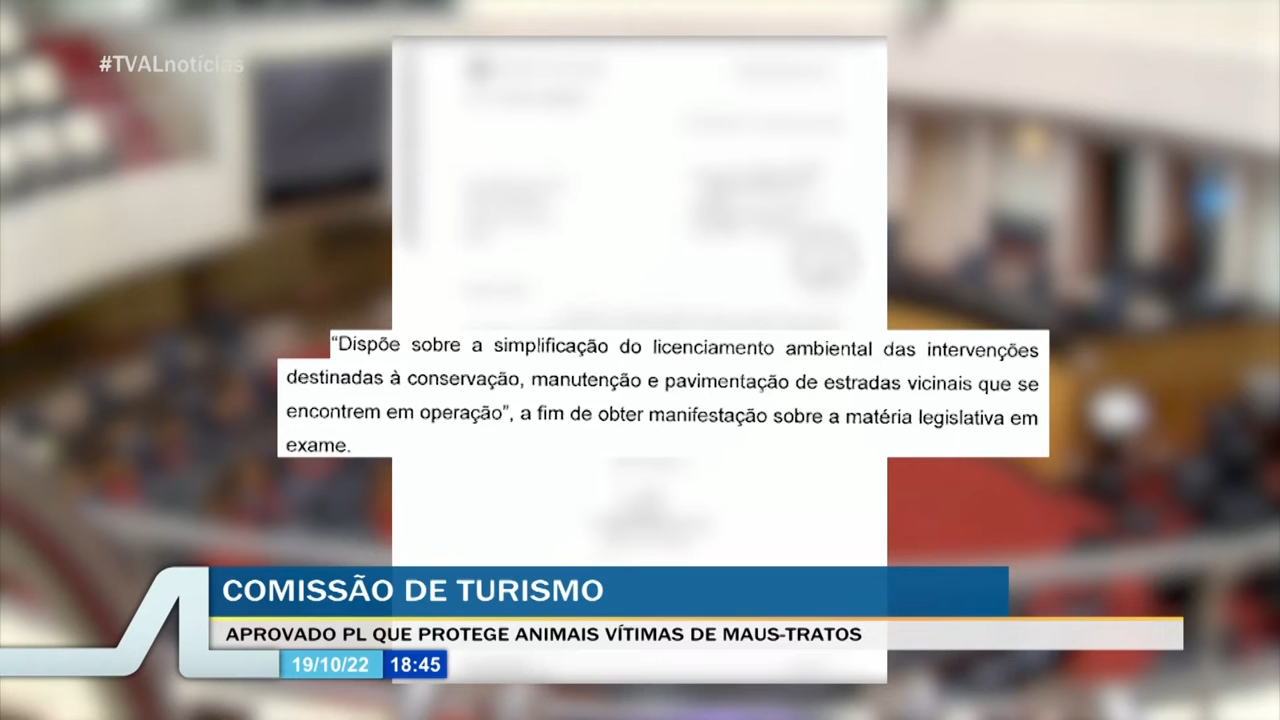 #TVALnotícias
“Dispõe sobre a simplificação do licenciamento ambiental das intervenções
destinadas à conservação, manutenção e pavimentação de estradas vicinais que se
encontrem em operação”, a fim de obter manifestação sobre a matéria legislativa em
exame.
COMISSÃO DE TURISMO
APROVADO PL QUE PROTEGE ANIMAIS VÍTIMAS DE MAUS-TRATOS
19/10/22 18:45